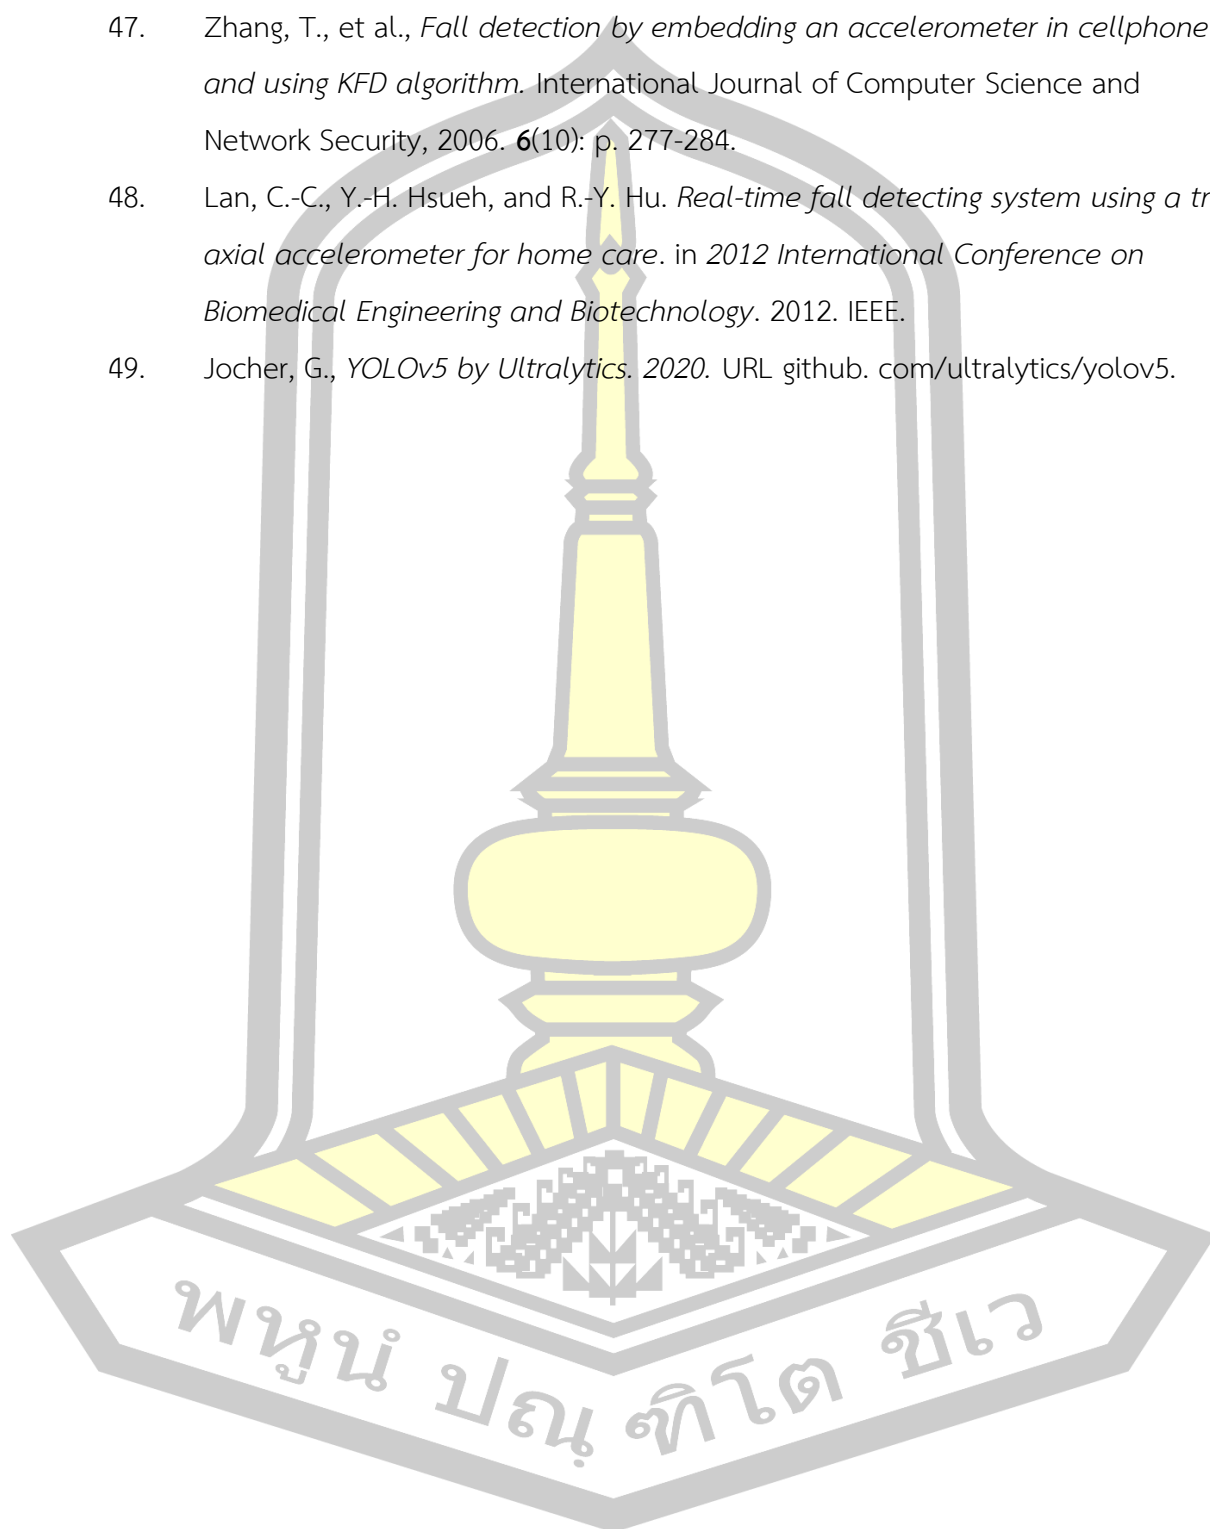 47. Zhang, T., et al., Fall detection by embedding an accelerometer in cellphone
and using KFD algorithm. International Journal of Computer Science and
Network Security, 2006. 6(10): p. 277-284.
48. Lan, C.-C., Y.-H. Hsueh, and R.-Y. Hu. Real-time fall detecting system using a tr
axial accelerometer for home care. in 2012 International Conference on
Biomedical Engineering and Biotechnology. 2012. IEEE.
49. Jocher, G., YOLOv5 by Ultralytics. 2020. URL github. com/ultralytics/yolov5.
พหูนํ ปณฺฑิโต ชีเว